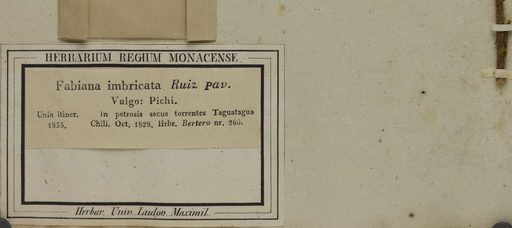 HERBARIUM REGIUM MONACENSE.
Fabiana imbricata Ruiz pav.
Vulgo: Pichi.
Unio itiner. in petrosis secus torrentes Taguatagua
1835. Chili. Oct. 1828. Hrbr. Bertero nr. 266.
Herbar. Univ. Ludov. Maximil.